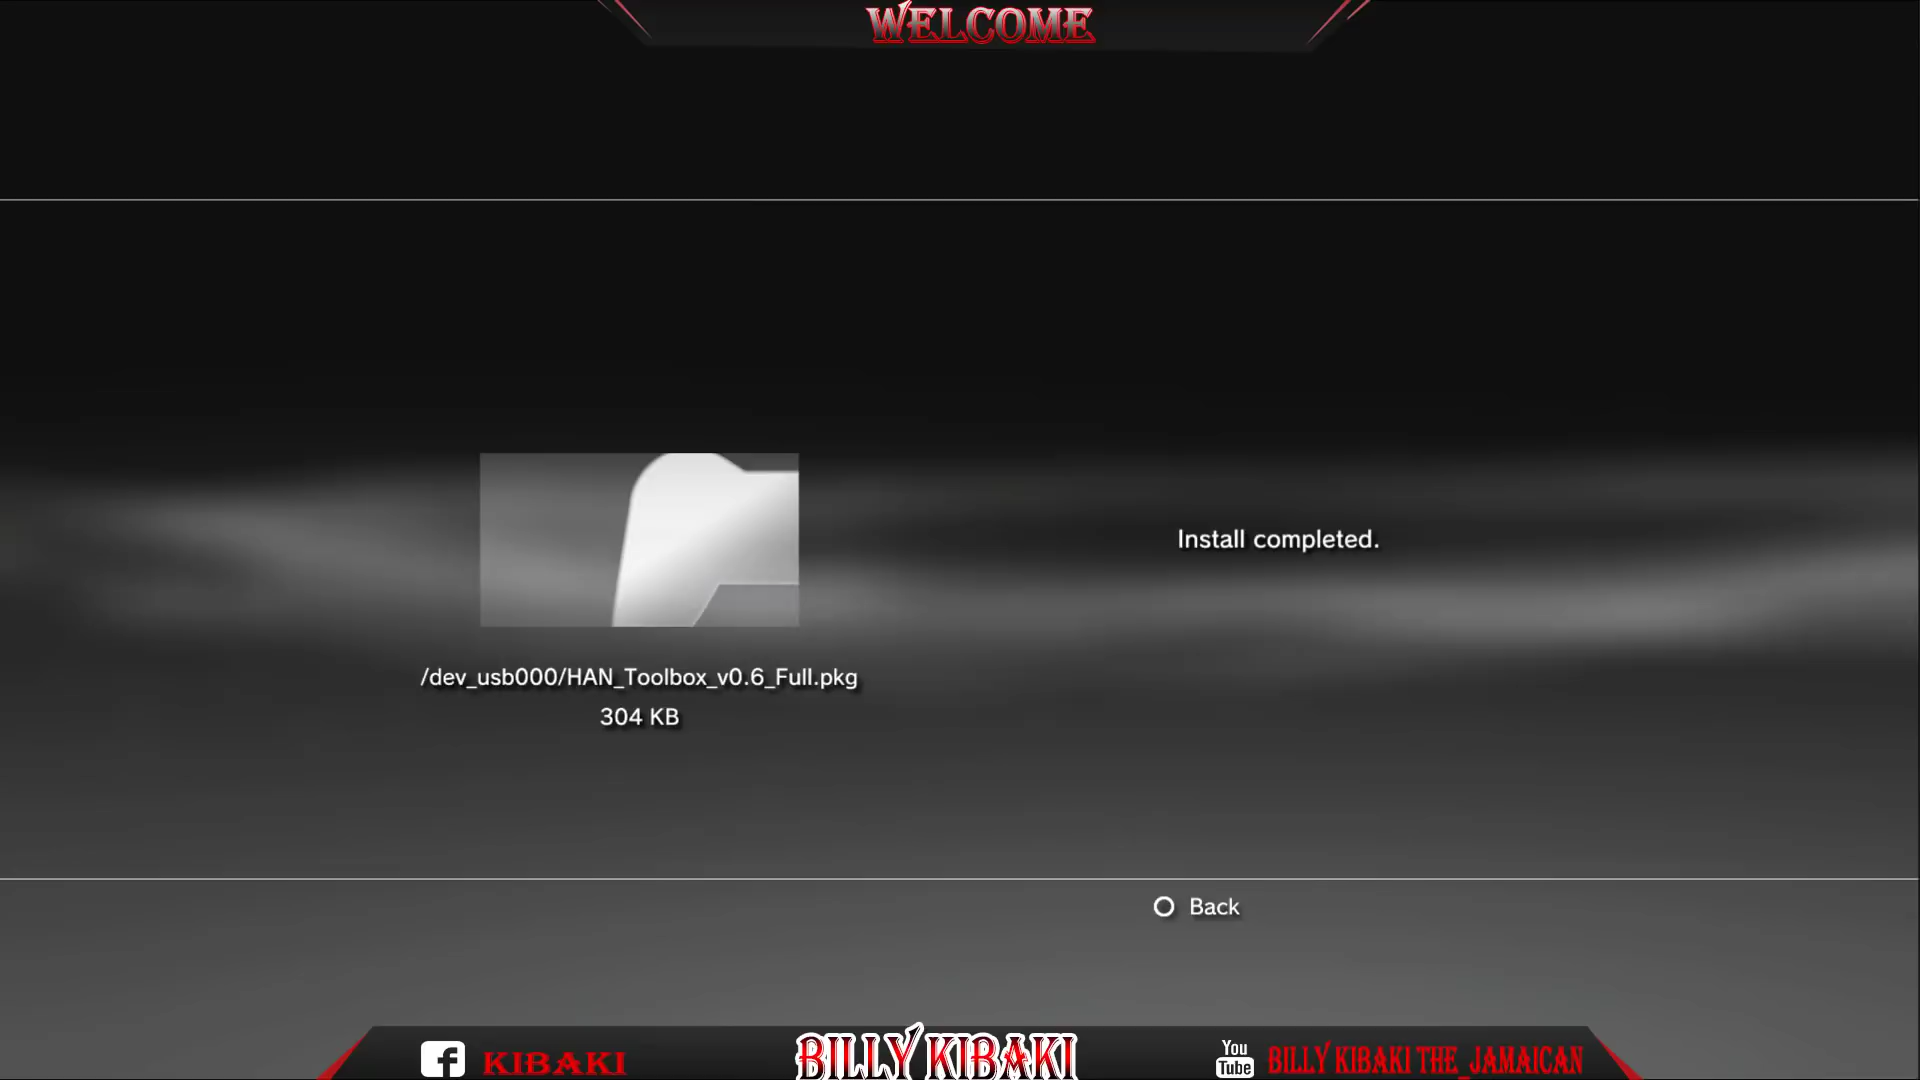 WELCOME
Install completed.
/dev_usb000/HAN_Toolbox_v0.6_Full.pkg
304 KB
Back
KIBAKI
BILLY KIBAKI
You
Tube
BILLY KIBAKI THE_JAMAICAN